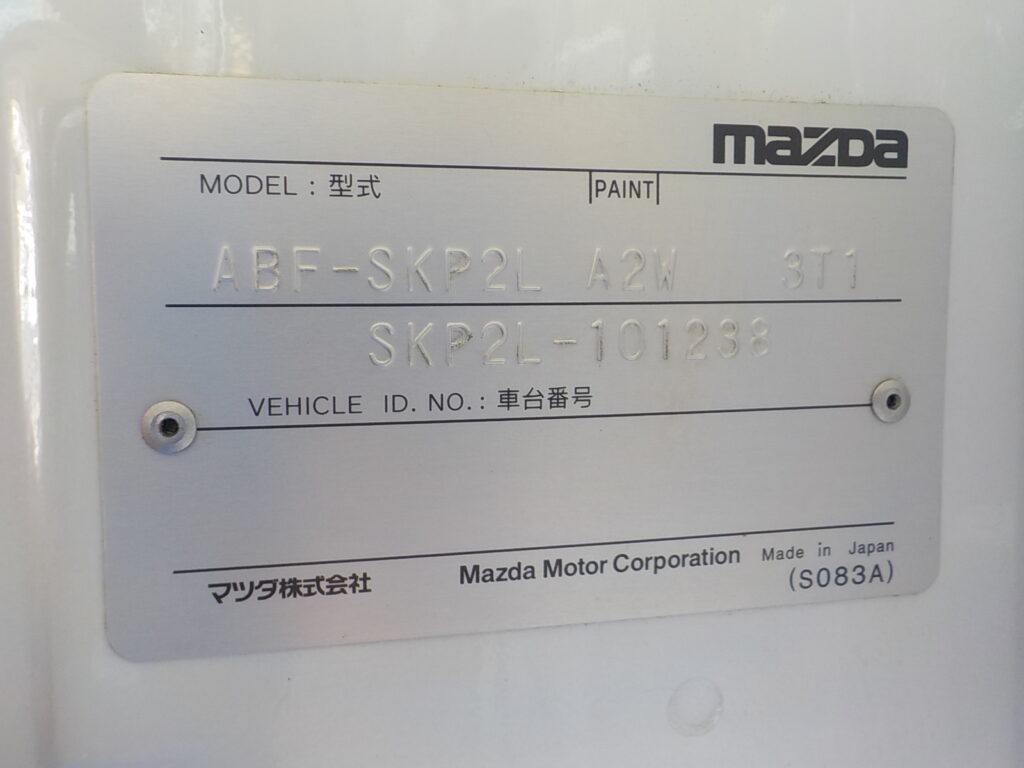 mazda
MODEL : 型式 PAINT
ABF-SKP2L A2W 3T1
SKP2L-101238
VEHICLE ID. NO. : 車台番号
マツダ株式会社 Mazda Motor Corporation Made in Japan
(S083A)